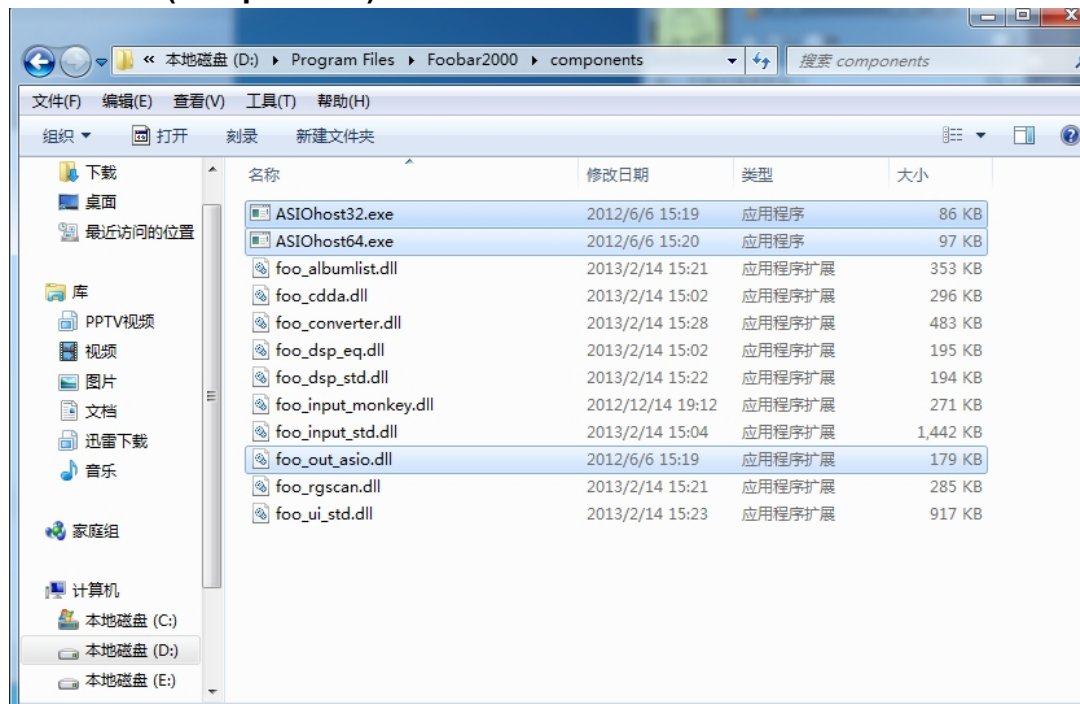 « 本地磁盘 (D:) ▸ Program Files ▸ Foobar2000 ▸ components
搜索 components
文件(F) 编辑(E) 查看(V) 工具(T) 帮助(H)
组织 打开 刻录 新建文件夹
名称 修改日期 类型 大小
ASIOhost32.exe 2012/6/6 15:19 应用程序 86 KB
ASIOhost64.exe 2012/6/6 15:20 应用程序 97 KB
foo_albumlist.dll 2013/2/14 15:21 应用程序扩展 353 KB
foo_cdda.dll 2013/2/14 15:02 应用程序扩展 296 KB
foo_converter.dll 2013/2/14 15:28 应用程序扩展 483 KB
foo_dsp_eq.dll 2013/2/14 15:02 应用程序扩展 195 KB
foo_dsp_std.dll 2013/2/14 15:22 应用程序扩展 194 KB
foo_input_monkey.dll 2012/12/14 19:12 应用程序扩展 271 KB
foo_input_std.dll 2013/2/14 15:04 应用程序扩展 1,442 KB
foo_out_asio.dll 2012/6/6 15:19 应用程序扩展 179 KB
foo_rgscan.dll 2013/2/14 15:21 应用程序扩展 285 KB
foo_ui_std.dll 2013/2/14 15:23 应用程序扩展 917 KB
下载
桌面
最近访问的位置
库
PPTV视频
视频
图片
文档
迅雷下载
音乐
家庭组
计算机
本地磁盘 (C:)
本地磁盘 (D:)
本地磁盘 (E:)